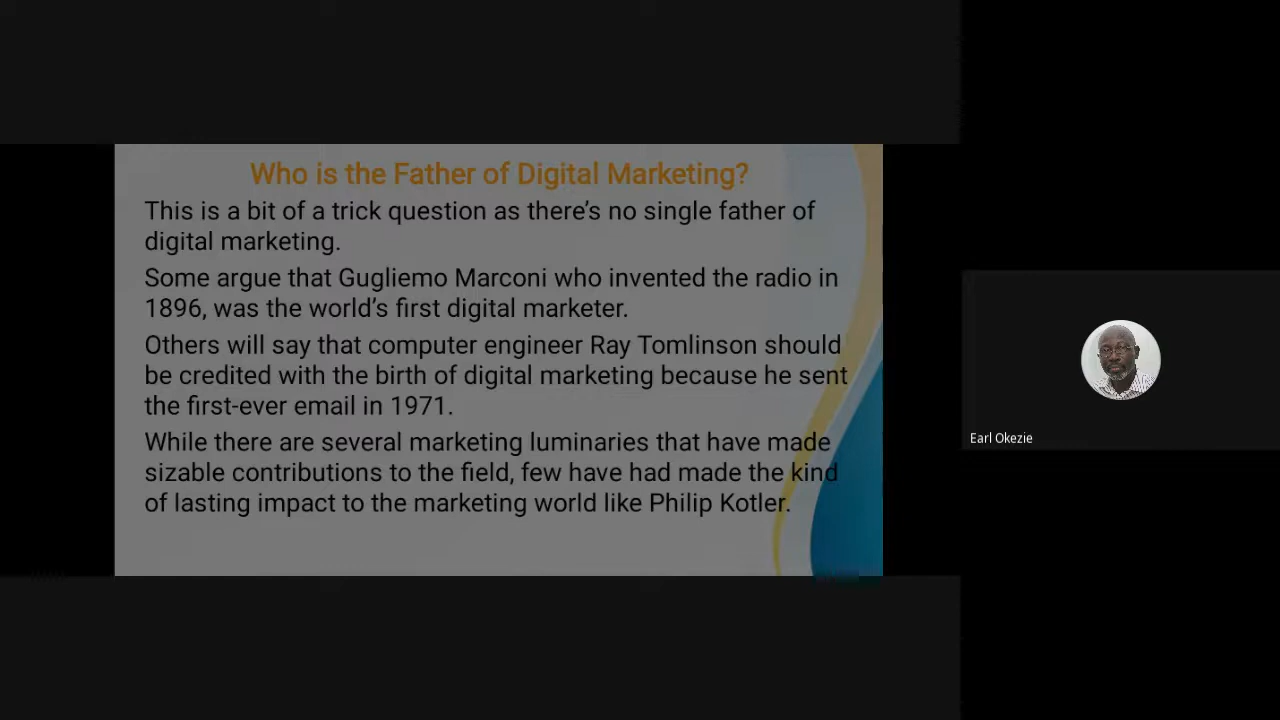 Who is the Father of Digital Marketing?
This is a bit of a trick question as there’s no single father of
digital marketing.
Some argue that Gugliemo Marconi who invented the radio in
1896, was the world’s first digital marketer.
Others will say that computer engineer Ray Tomlinson should
be credited with the birth of digital marketing because he sent
the first-ever email in 1971.
While there are several marketing luminaries that have made
sizable contributions to the field, few have had made the kind
of lasting impact to the marketing world like Philip Kotler.
Earl Okezie